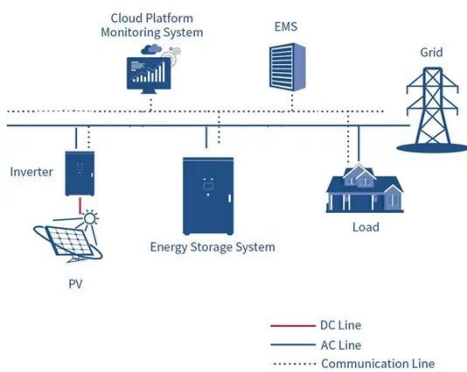 Cloud Platform
Monitoring System
EMS
Grid
Inverter
Energy Storage System
Load
PV
DC Line
AC Line
Communication Line